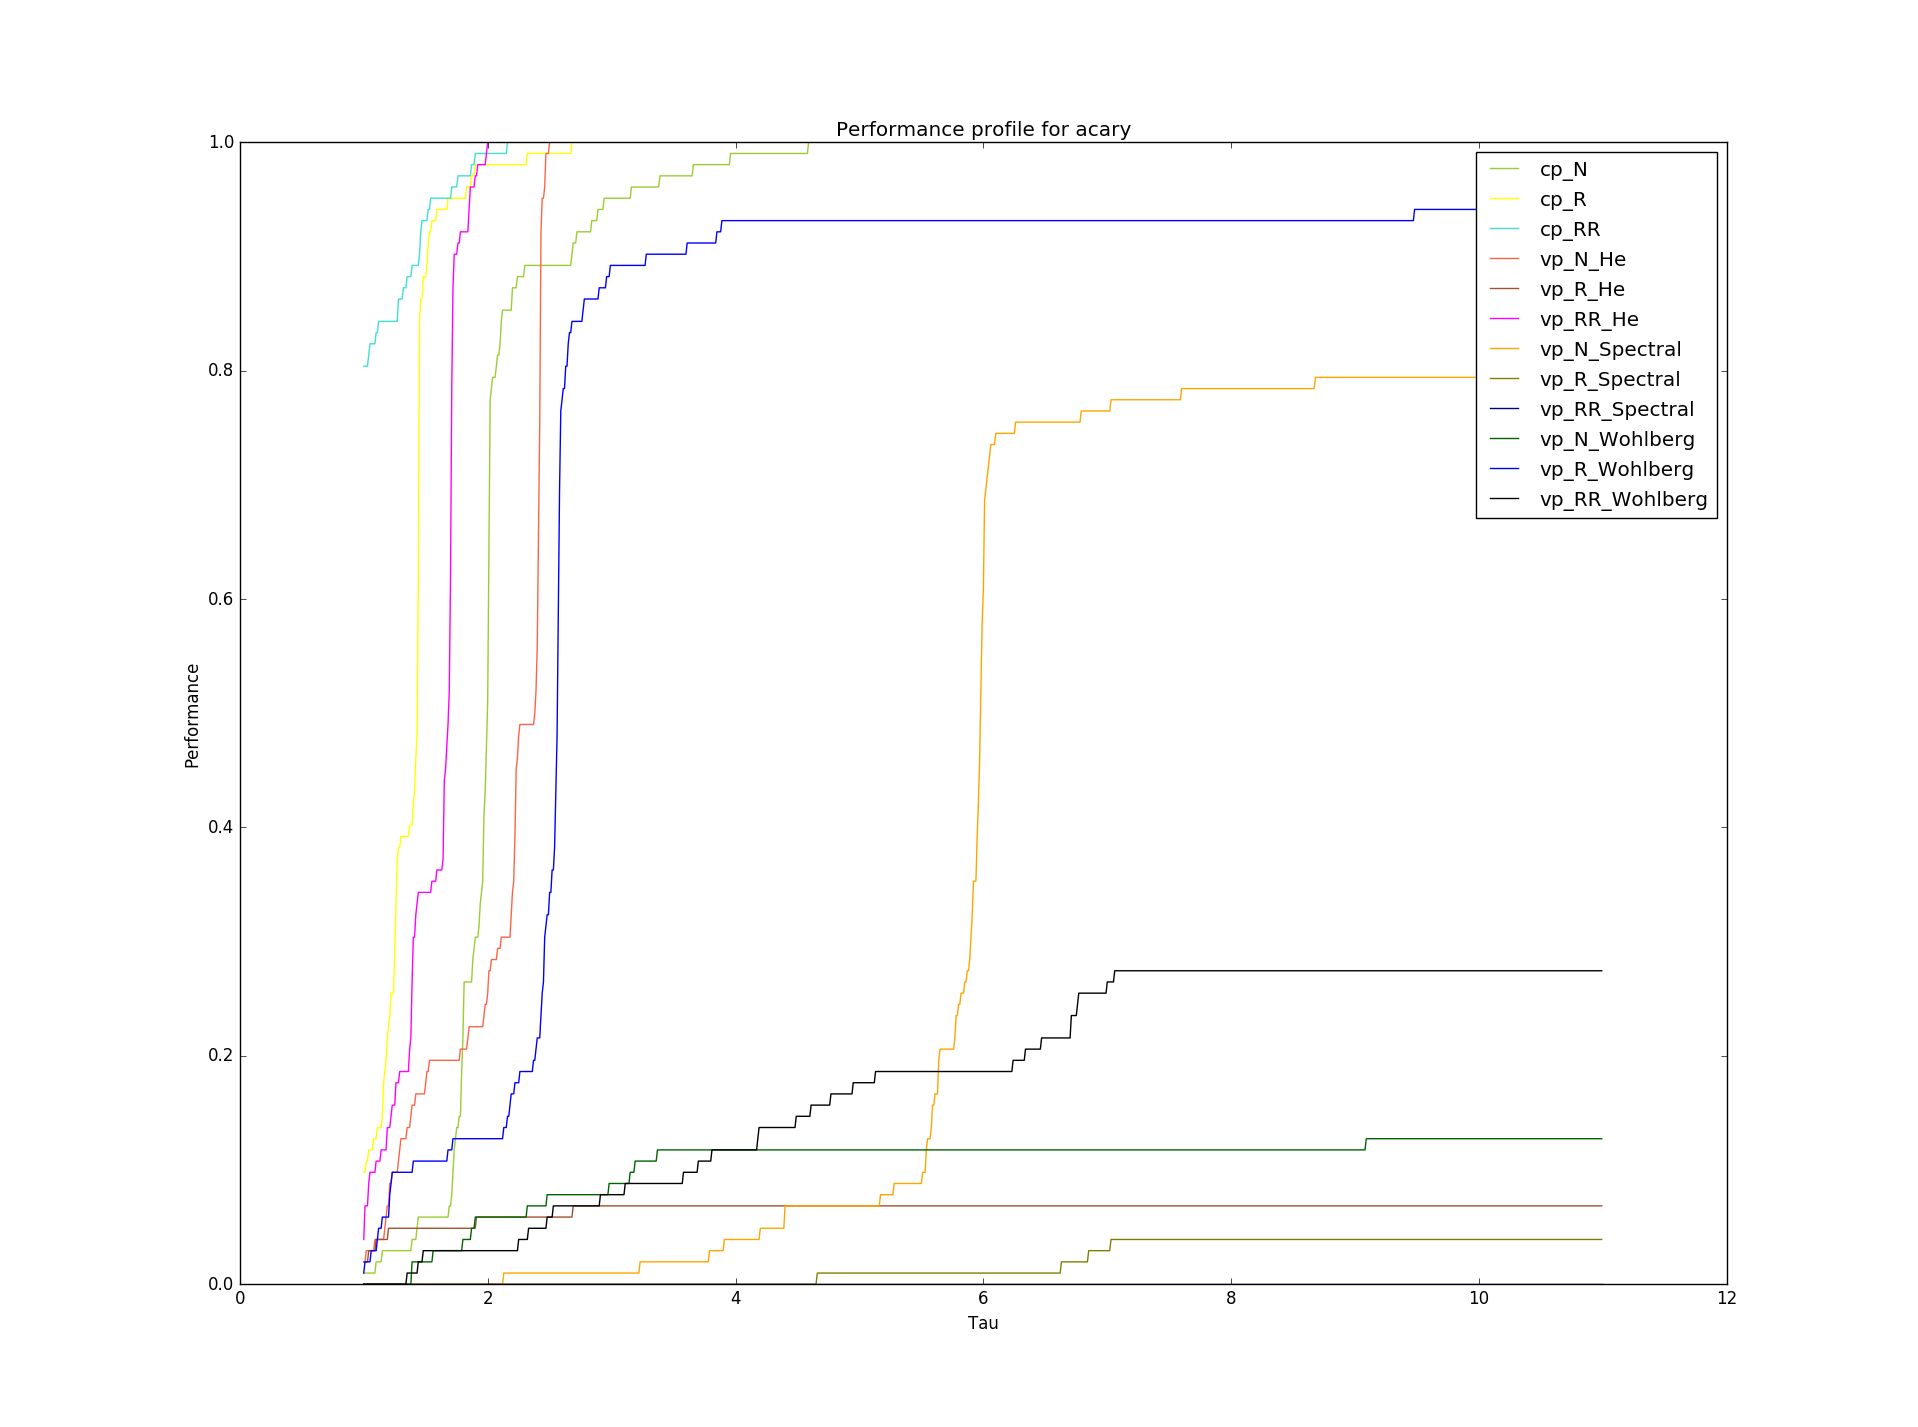 Performance profile for acary
1.0
0.8
0.6
0.4
0.2
0.0
Performance
0
2
4
6
8
10
12
Tau
cp_N
cp_R
cp_RR
vp_N_He
vp_R_He
vp_RR_He
vp_N_Spectral
vp_R_Spectral
vp_RR_Spectral
vp_N_Wohlberg
vp_R_Wohlberg
vp_RR_Wohlberg